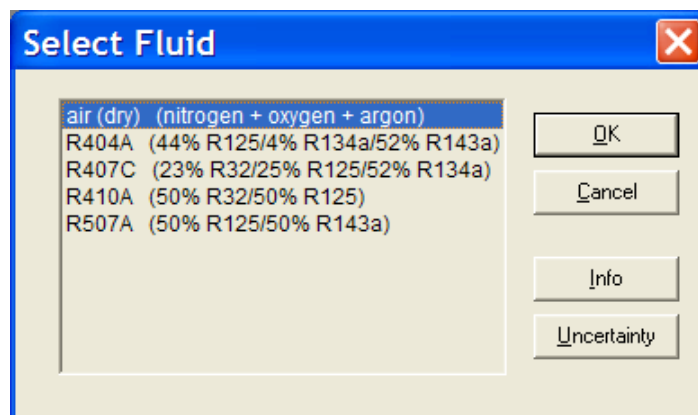 Select Fluid
air (dry) (nitrogen + oxygen + argon)
R404A (44% R125/4% R134a/52% R143a)
R407C (23% R32/25% R125/52% R134a)
R410A (50% R32/50% R125)
R507A (50% R125/50% R143a)
OK
Cancel
Info
Uncertainty